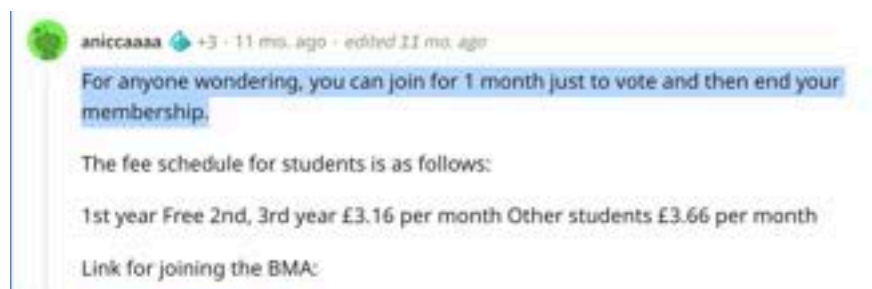 aniccaaaa +3 · 11 mo. ago · edited 11 mo. ago
For anyone wondering, you can join for 1 month just to vote and then end your
membership.
The fee schedule for students is as follows:
1st year Free 2nd, 3rd year £3.16 per month Other students £3.66 per month
Link for joining the BMA: